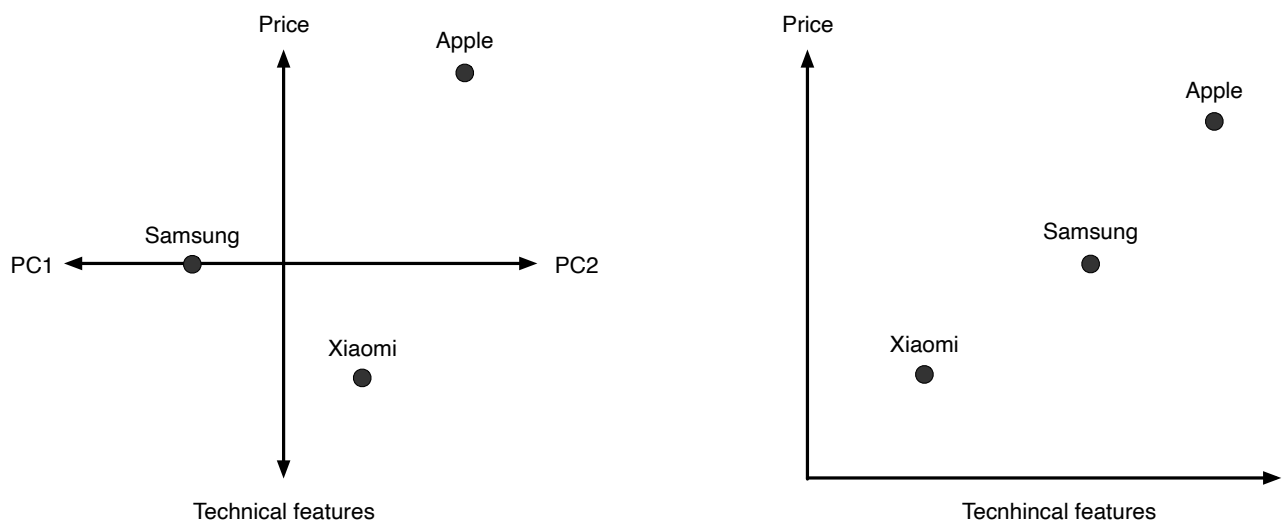 Price
Apple
Samsung
PC1
PC2
Xiaomi
Technical features
Price
Apple
Samsung
Xiaomi
Tecnhincal features